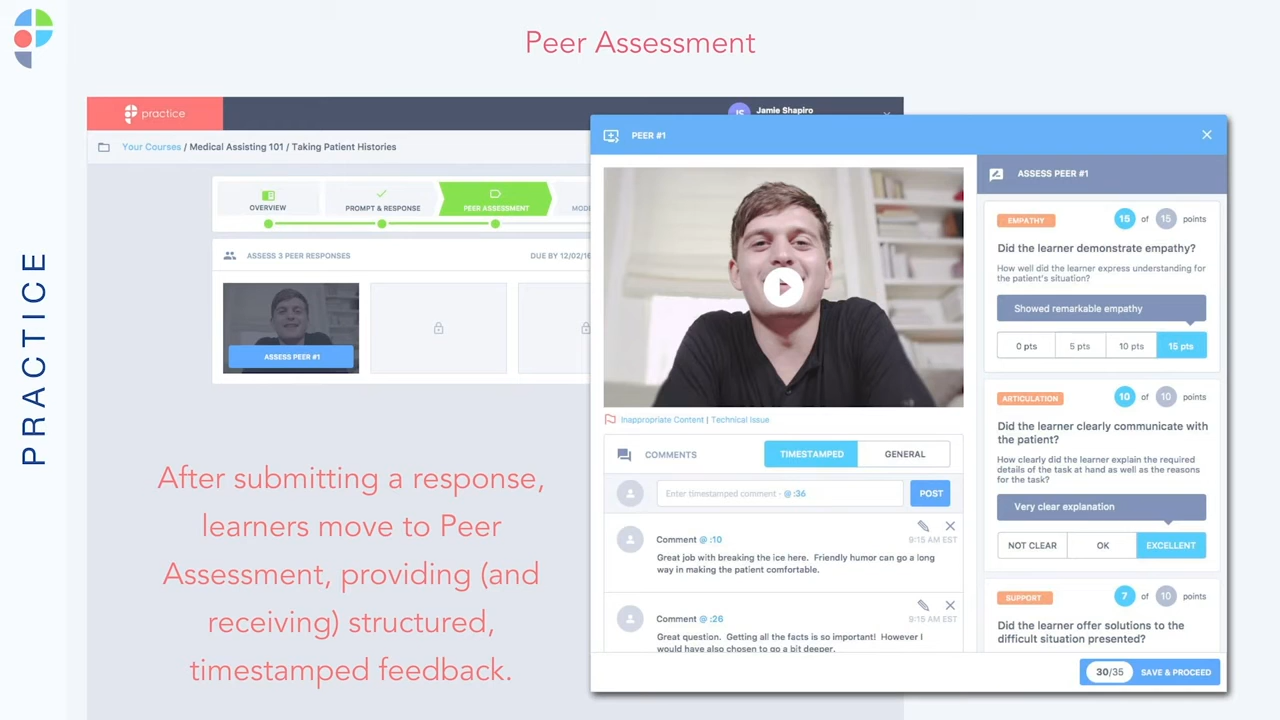 Peer Assessment
PRACTICE
practice
JS
Jamie Shapiro
Your Courses / Medical Assisting 101 / Taking Patient Histories
OVERVIEW
PROMPT & RESPONSE
PEER ASSESSMENT
MODE
ASSESS 3 PEER RESPONSES
DUE BY 12/02/16
ASSESS PEER #1
After submitting a response,
learners move to Peer
Assessment, providing (and
receiving) structured,
timestamped feedback.
PEER #1
Inappropriate Content | Technical Issue
COMMENTS
TIMESTAMPED
GENERAL
Enter timestamped comment - @ :36
POST
Comment @ :10
9:15 AM EST
Great job with breaking the ice here. Friendly humor can go a long
way in making the patient comfortable.
Comment @ :26
9:15 AM EST
Great question. Getting all the facts is so important! However I
would have also chosen to go a bit deeper.
ASSESS PEER #1
EMPATHY
15 of 15 points
Did the learner demonstrate empathy?
How well did the learner express understanding for
the patient's situation?
Showed remarkable empathy
0 pts 5 pts 10 pts 15 pts
ARTICULATION
10 of 10 points
Did the learner clearly communicate with
the patient?
How clearly did the learner explain the required
details of the task at hand as well as the reasons
for the task?
Very clear explanation
NOT CLEAR OK EXCELLENT
SUPPORT
7 of 10 points
Did the learner offer solutions to the
difficult situation presented?
30/35 SAVE & PROCEED